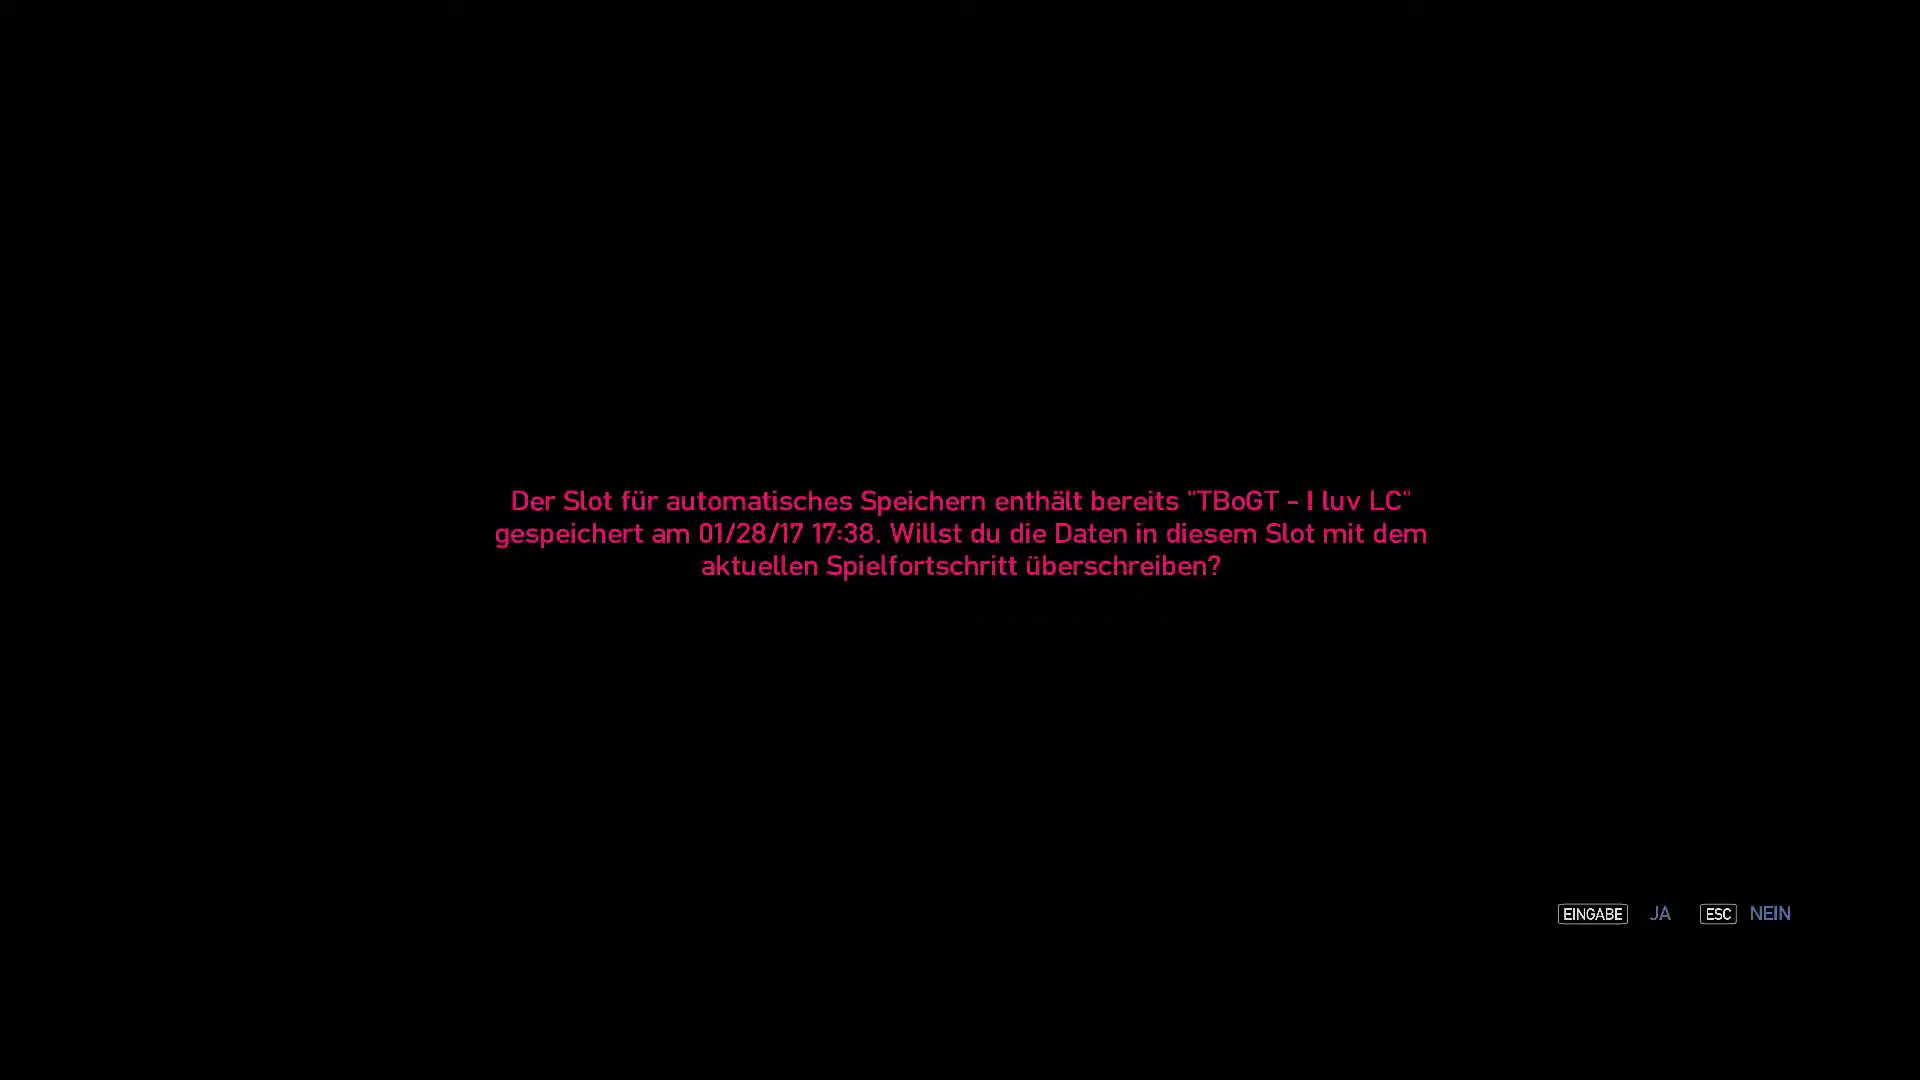 Der Slot für automatisches Speichern enthält bereits "TBoGT - I luv LC"
gespeichert am 01/28/17 17:38. Willst du die Daten in diesem Slot mit dem
aktuellen Spielfortschritt überschreiben?
EINGABE JA ESC NEIN